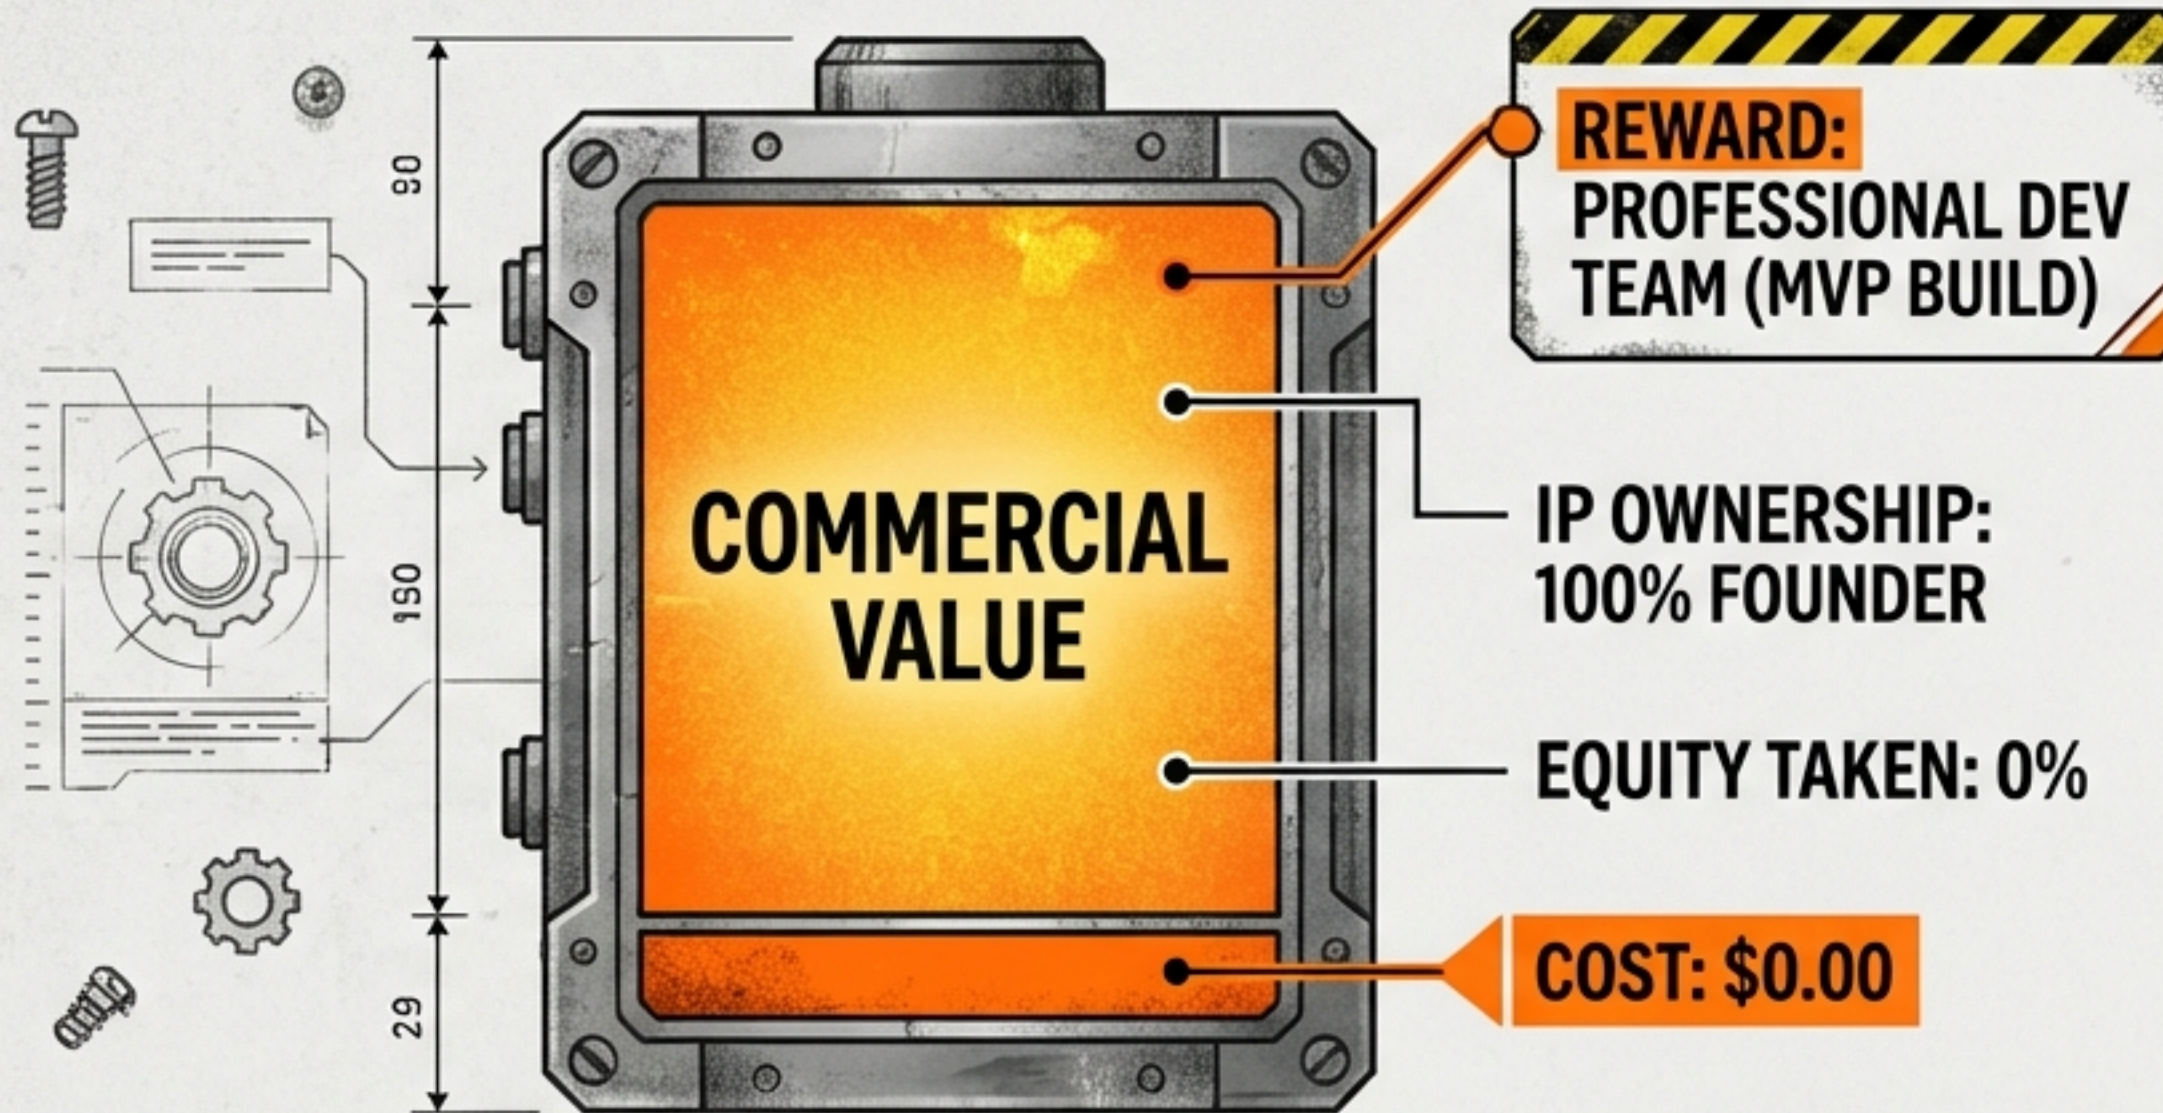 90
190
29
COMMERCIAL
VALUE
REWARD:
PROFESSIONAL DEV
TEAM (MVP BUILD)
IP OWNERSHIP:
100% FOUNDER
EQUITY TAKEN: 0%
COST: $0.00